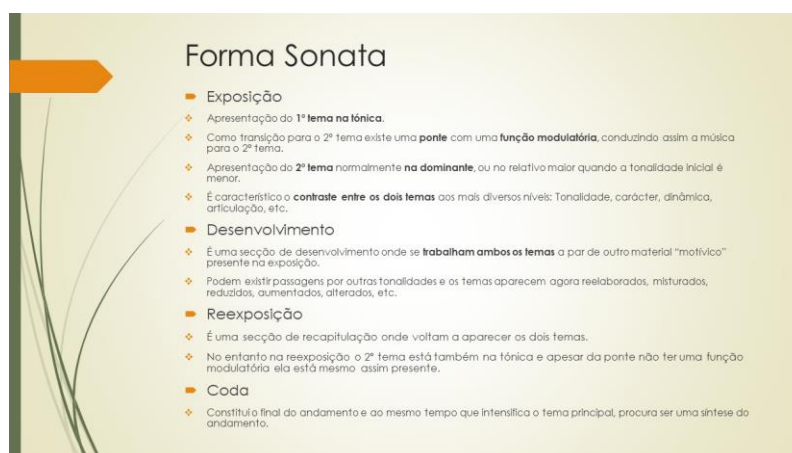 Forma Sonata
Exposição
Apresentação do 1º tema na tónica.
Como transição para o 2º tema existe uma ponte com uma função modulatória, conduzindo assim a música
para o 2º tema.
Apresentação do 2º tema normalmente na dominante, ou no relativo maior quando a tonalidade inicial é
menor.
É característico o contraste entre os dois temas aos mais diversos níveis: Tonalidade, carácter, dinâmica,
articulação, etc.
Desenvolvimento
É uma secção de desenvolvimento onde se trabalham ambos os temas a par de outro material “motívico”
presente na exposição.
Podem existir passagens por outras tonalidades e os temas aparecem agora reelaborados, misturados,
reduzidos, aumentados, alterados, etc.
Reexposição
É uma secção de recapitulação onde voltam a aparecer os dois temas.
No entanto na reexposição o 2º tema está também na tónica e apesar da ponte não ter uma função
modulatória ela está mesmo assim presente.
Coda
Constitui o final do andamento e ao mesmo tempo que intensifica o tema principal, procura ser uma síntese do
andamento.